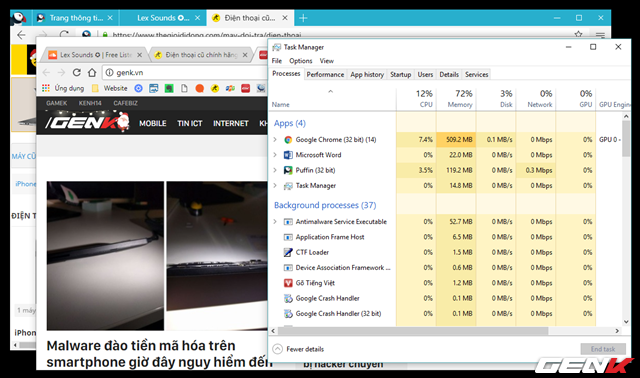 Trang thông ti...
Lex Sounds
Điện thoại cũ
https://www.thegioididong.com/may-doi-tra/dien-thoai
Lex Sounds ✪ | Free Liste
Điện thoại cũ chính hãng
genk.vn
Ứng dụng
Website
GAMEK KENH14 CAFEBIZ
GENK
MOBILE TIN ICT INTERNET KHÁ
MÁY CŨ
iPhone
ĐIỆN T
1 máy
iPhon
Malware đào tiền mã hóa trên
smartphone giờ đây nguy hiểm đến
bị hacker chuyên
Task Manager
File Options View
Processes Performance App history Startup Users Details Services
12% 72% 3% 0% 0%
Name CPU Memory Disk Network GPU GPU Engine
Apps (4)
Google Chrome (32 bit) (14) 7.4% 509.2 MB 0.1 MB/s 0 Mbps 0% GPU 0 -
Microsoft Word 0% 22.0 MB 0 MB/s 0 Mbps 0%
Puffin (32 bit) 3.5% 119.2 MB 0 MB/s 0.3 Mbps 0%
Task Manager 0% 14.8 MB 0 MB/s 0 Mbps 0%
Background processes (37)
Antimalware Service Executable 0% 52.7 MB 0 MB/s 0 Mbps 0%
Application Frame Host 0% 6.5 MB 0 MB/s 0 Mbps 0%
CTF Loader 0% 1.5 MB 0 MB/s 0 Mbps 0%
Device Association Framework ... 0% 0.6 MB 0 MB/s 0 Mbps 0%
Gõ Tiếng Việt 0% 1.2 MB 0 MB/s 0 Mbps 0%
Google Crash Handler 0% 0.1 MB 0 MB/s 0 Mbps 0%
Google Crash Handler (32 bit) 0% 0.1 MB 0 MB/s 0 Mbps 0%
Fewer details
End task
GENK